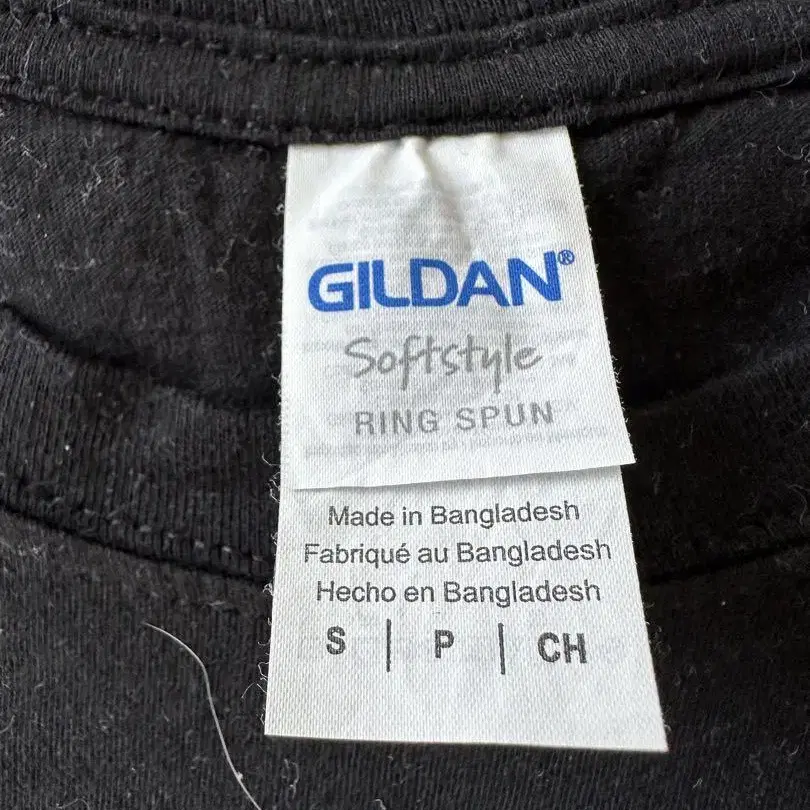 GILDAN®
Softstyle
RING SPUN
Made in Bangladesh
Fabriqué au Bangladesh
Hecho en Bangladesh
S | P | CH